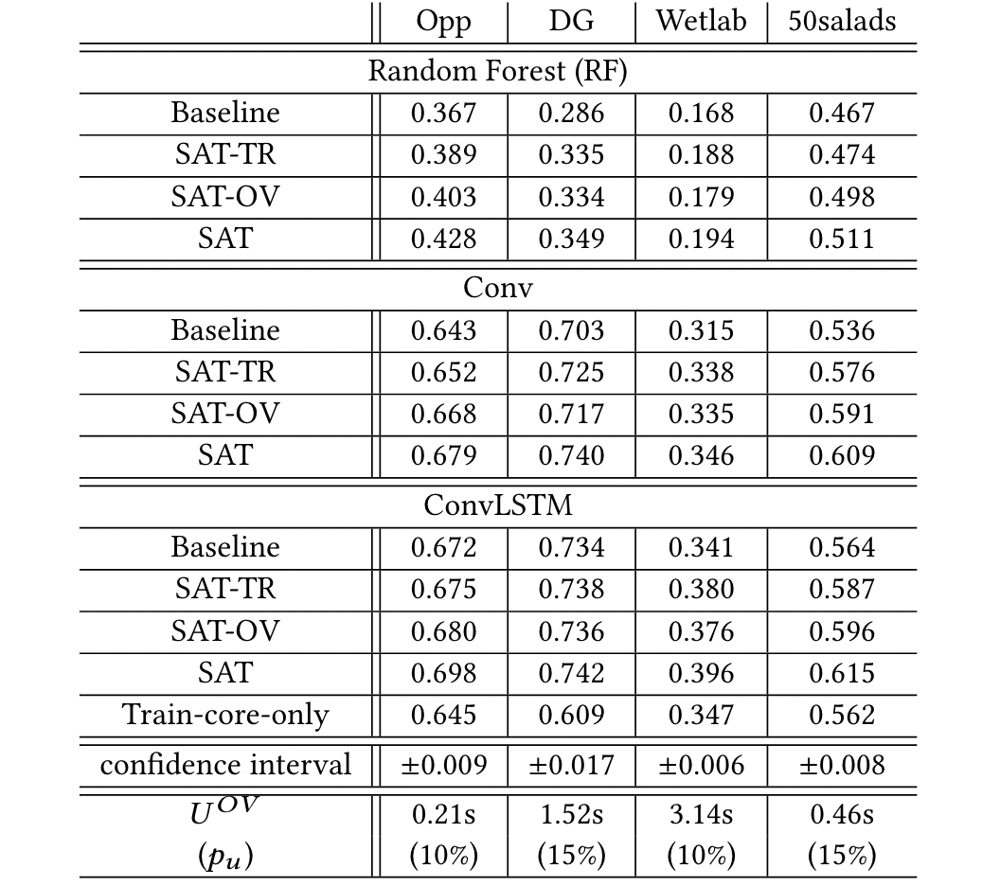 Opp DG Wetlab 50salads
Random Forest (RF)
Baseline 0.367 0.286 0.168 0.467
SAT-TR 0.389 0.335 0.188 0.474
SAT-OV 0.403 0.334 0.179 0.498
SAT 0.428 0.349 0.194 0.511
Conv
Baseline 0.643 0.703 0.315 0.536
SAT-TR 0.652 0.725 0.338 0.576
SAT-OV 0.668 0.717 0.335 0.591
SAT 0.679 0.740 0.346 0.609
ConvLSTM
Baseline 0.672 0.734 0.341 0.564
SAT-TR 0.675 0.738 0.380 0.587
SAT-OV 0.680 0.736 0.376 0.596
SAT 0.698 0.742 0.396 0.615
Train-core-only 0.645 0.609 0.347 0.562
confidence interval ±0.009 ±0.017 ±0.006 ±0.008
U^{OV} 0.21s 1.52s 3.14s 0.46s
(p_u) (10%) (15%) (10%) (15%)